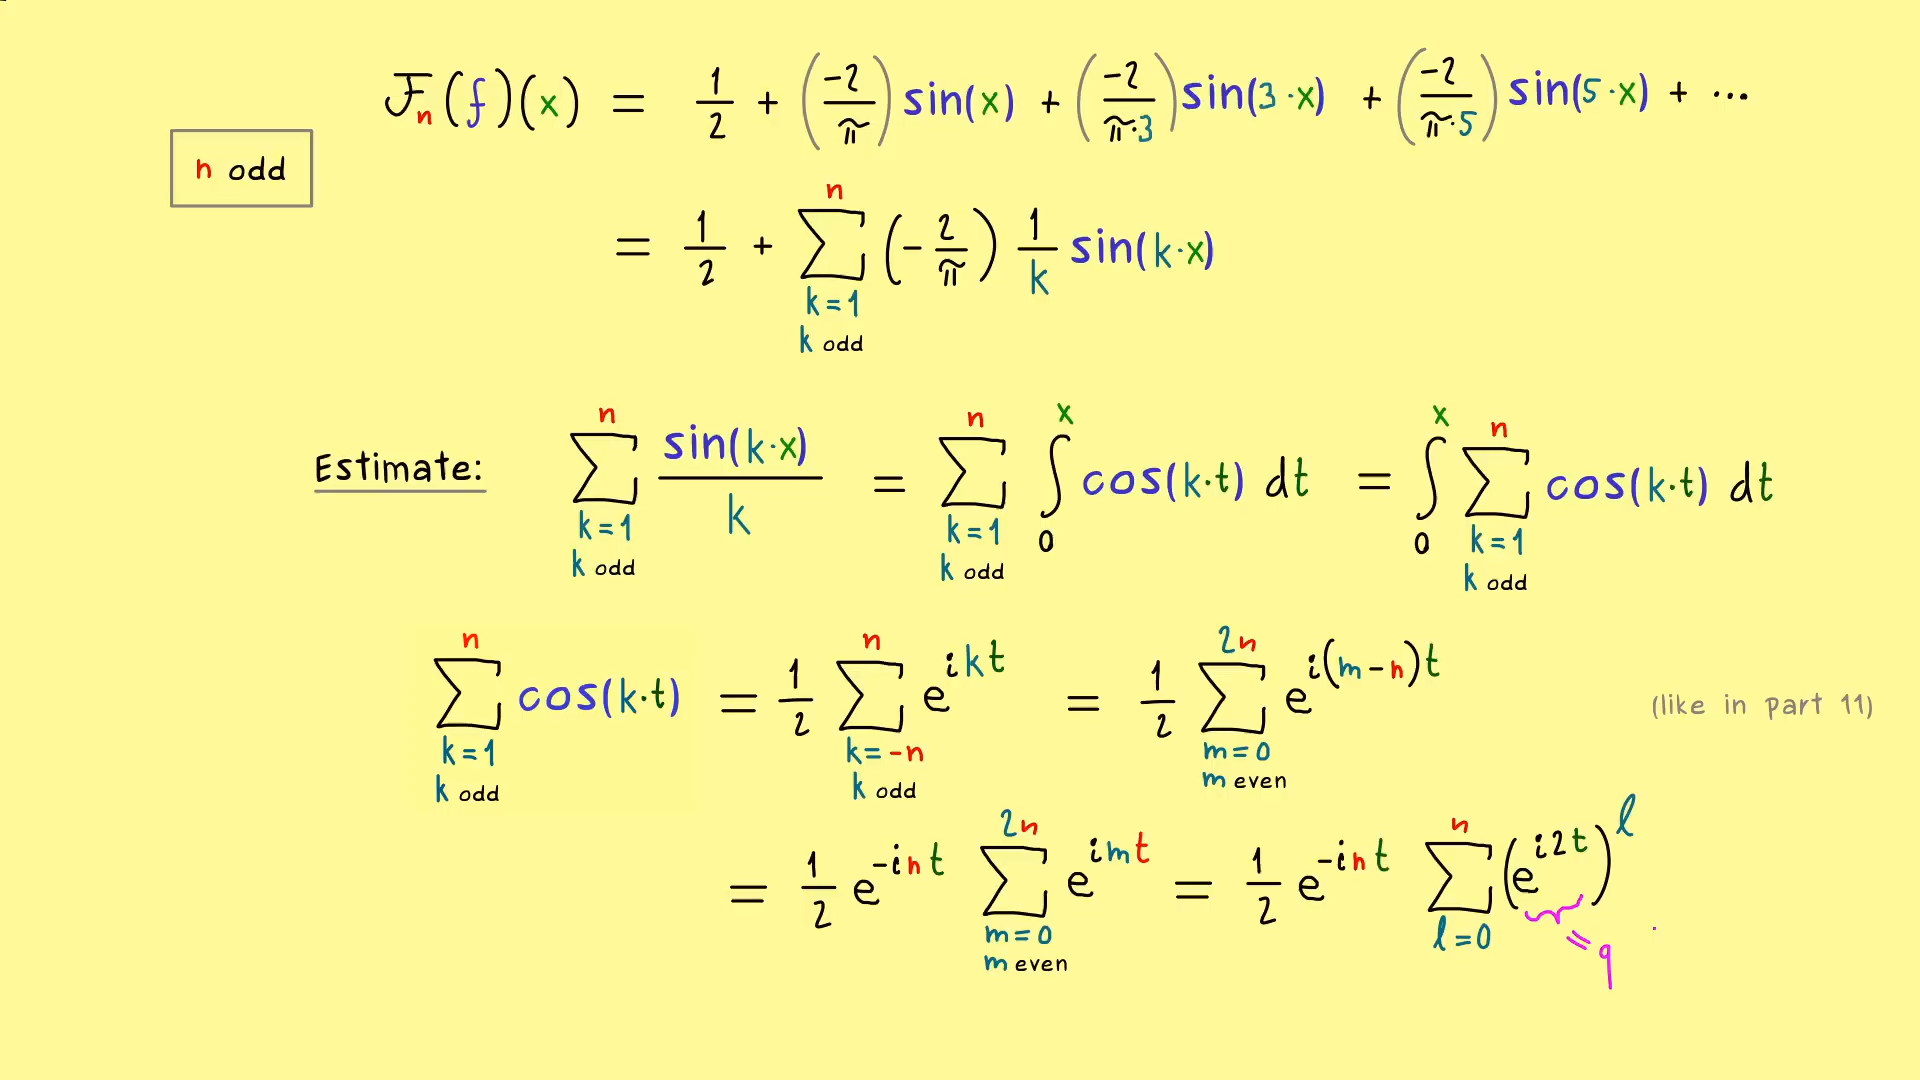 𝓕ₙ(f)(x) = 1/2 + (-2/π) sin(x) + (-2/(π·3)) sin(3·x) + (-2/(π·5)) sin(5·x) + ...
n odd
= 1/2 + ∑_{k=1, k odd}^{n} (-2/π) 1/k sin(k·x)
Estimate: ∑_{k=1, k odd}^{n} sin(k·x)/k = ∑_{k=1, k odd}^{n} ∫_0^x cos(k·t) dt = ∫_0^x ∑_{k=1, k odd}^{n} cos(k·t) dt
∑_{k=1, k odd}^{n} cos(k·t) = 1/2 ∑_{k=-n, k odd}^{n} e^{ikt} = 1/2 ∑_{m=0, m even}^{2n} e^{i(m-n)t} (like in part 11)
= 1/2 e^{-int} ∑_{m=0, m even}^{2n} e^{imt} = 1/2 e^{-int} ∑_{l=0}^{n} (e^{i2t})^l
= q